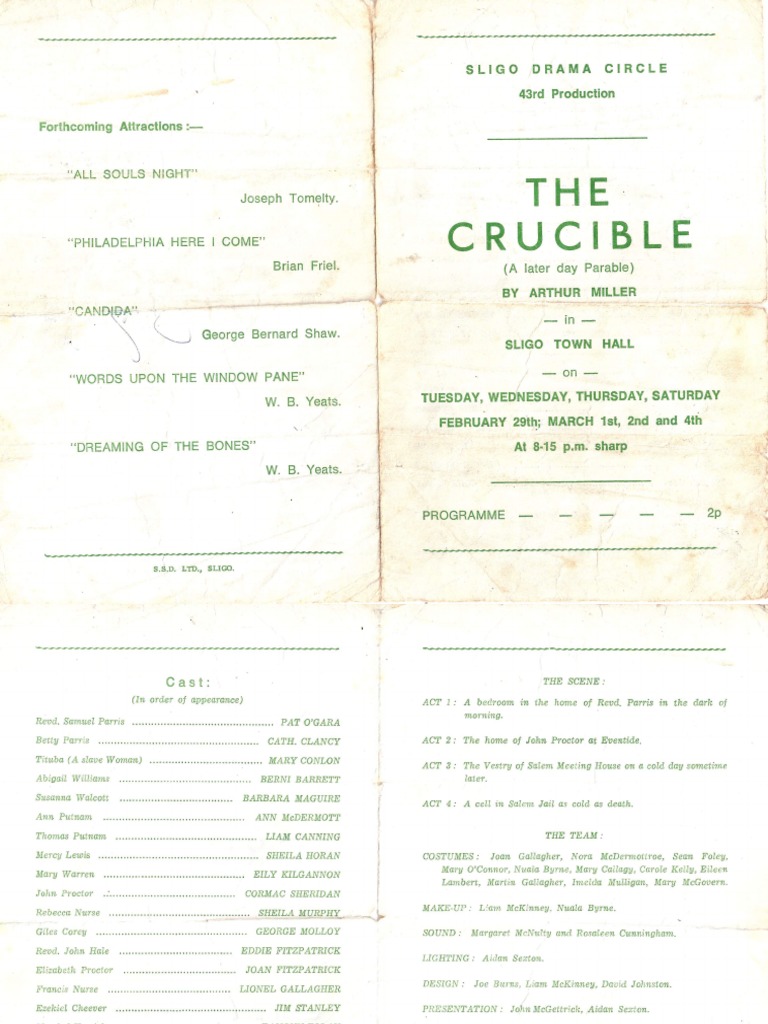 Forthcoming Attractions :—
"ALL SOULS NIGHT"
Joseph Tomelty.
"PHILADELPHIA HERE I COME"
Brian Friel.
"CANDIDA"
George Bernard Shaw.
"WORDS UPON THE WINDOW PANE"
W. B. Yeats.
"DREAMING OF THE BONES"
W. B. Yeats.
S.S.D. LTD., SLIGO.
SLIGO DRAMA CIRCLE
43rd Production
THE
CRUCIBLE
(A later day Parable)
BY ARTHUR MILLER
— in —
SLIGO TOWN HALL
— on —
TUESDAY, WEDNESDAY, THURSDAY, SATURDAY
FEBRUARY 29th; MARCH 1st, 2nd and 4th
At 8-15 p.m. sharp
PROGRAMME — — — — — 2p
Cast:
(In order of appearance)
Revd. Samuel Parris ........ PAT O'GARA
Betty Parris ........ CATH. CLANCY
Tituba (A slave Woman) ........ MARY CONLON
Abigail Williams ........ BERNI BARRETT
Susanna Walcott ........ BARBARA MAGUIRE
Ann Putnam ........ ANN McDERMOTT
Thomas Putnam ........ LIAM CANNING
Mercy Lewis ........ SHEILA HORAN
Mary Warren ........ EILY KILGANNON
John Proctor ........ CORMAC SHERIDAN
Rebecca Nurse ........ SHEILA MURPHY
Giles Corey ........ GEORGE MOLLOY
Revd. John Hale ........ EDDIE FITZPATRICK
Elizabeth Proctor ........ JOAN FITZPATRICK
Francis Nurse ........ LIONEL GALLAGHER
Ezekiel Cheever ........ JIM STANLEY
THE SCENE :
ACT 1 : A bedroom in the home of Revd. Parris in the dark of
morning.
ACT 2 : The home of John Proctor at Eventide.
ACT 3 : The Vestry of Salem Meeting House on a cold day sometime
later.
ACT 4 : A cell in Salem Jail as cold as death.
THE TEAM :
COSTUMES : Joan Gallagher, Nora McDermottroe, Sean Foley,
Mary O'Connor, Nuala Byrne, Mary Callagy, Carole Kelly, Eileen
Lambert, Martin Gallagher, Imelda Mulligan, Mary McGovern.
MAKE-UP : Liam McKinney, Nuala Byrne.
SOUND : Margaret McNulty and Rosaleen Cunningham.
LIGHTING : Aidan Sexton.
DESIGN : Joe Burns, Liam McKinney, David Johnston.
PRESENTATION : John McGettrick, Aidan Sexton.